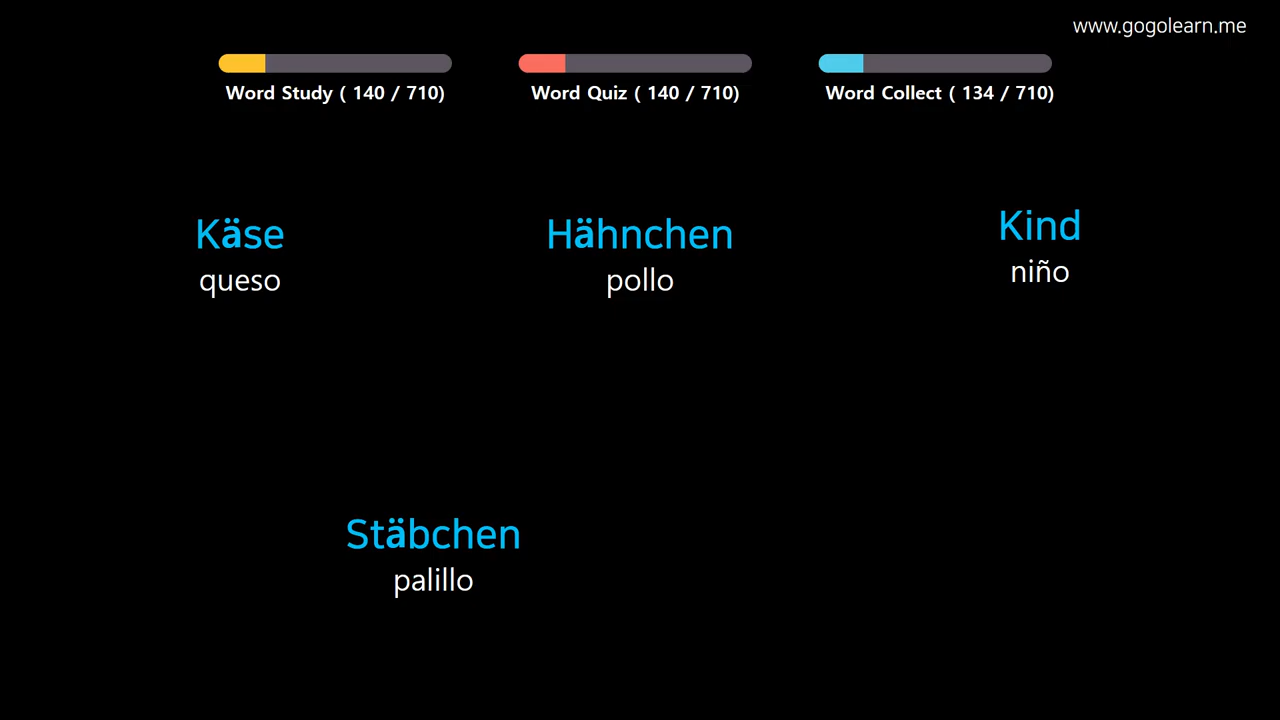 www.gogolearn.me
Word Study ( 140 / 710)
Word Quiz ( 140 / 710)
Word Collect ( 134 / 710)
Käse
queso
Hähnchen
pollo
Kind
niño
Stäbchen
palillo